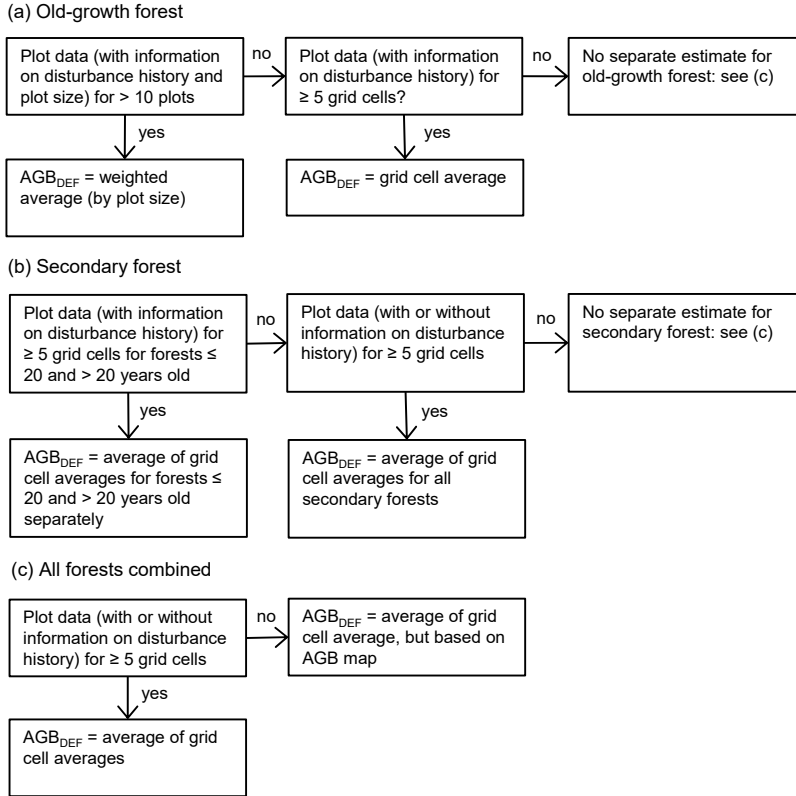 (a) Old-growth forest
Plot data (with information
on disturbance history and
plot size) for > 10 plots
no
Plot data (with information
on disturbance history) for
≥ 5 grid cells?
no
No separate estimate for
old-growth forest: see (c)
yes
yes
AGBDEF = weighted
average (by plot size)
AGBDEF = grid cell average
(b) Secondary forest
Plot data (with information
on disturbance history) for
≥ 5 grid cells for forests ≤
20 and > 20 years old
no
Plot data (with or without
information on disturbance
history) for ≥ 5 grid cells
no
No separate estimate for
secondary forest: see (c)
yes
yes
AGBDEF = average of grid
cell averages for forests ≤
20 and > 20 years old
separately
AGBDEF = average of grid
cell averages for all
secondary forests
(c) All forests combined
Plot data (with or without
information on disturbance
history) for ≥ 5 grid cells
no
AGBDEF = average of grid
cell average, but based on
AGB map
yes
AGBDEF = average of grid
cell averages